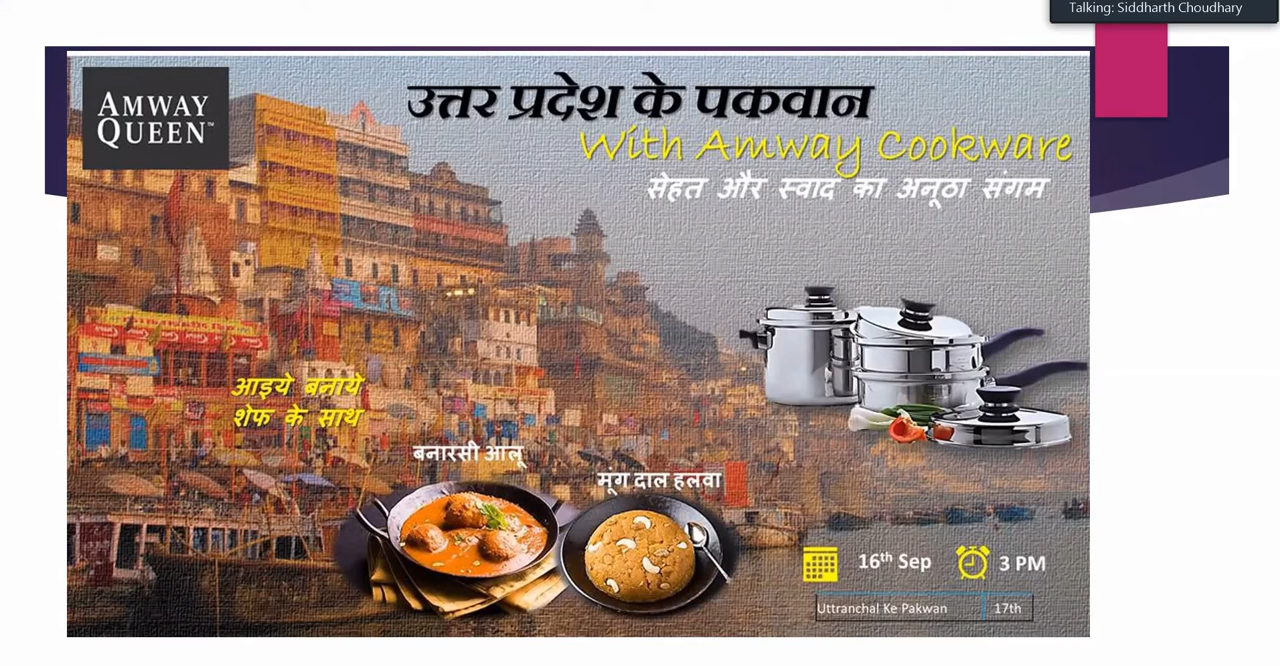 Talking: Siddharth Choudhary
AMWAY
QUEEN™
उत्तर प्रदेश के पकवान
With Amway Cookware
सेहत और स्वाद का अनूठा संगम
आइये बनाये
शेफ के साथ
बनारसी आलू
मूंग दाल हलवा
16th Sep
3 PM
Uttranchal Ke Pakwan
17th